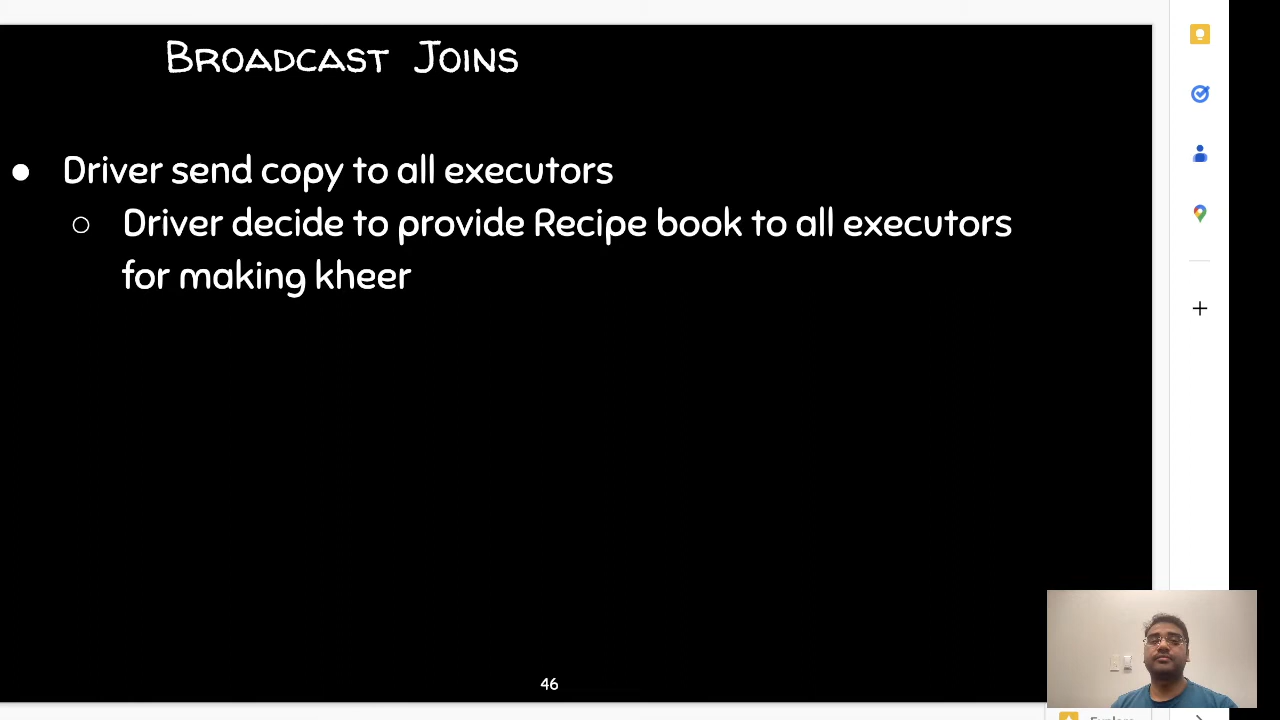 BROADCAST JOINS
● Driver send copy to all executors
○ Driver decide to provide Recipe book to all executors
for making kheer
46